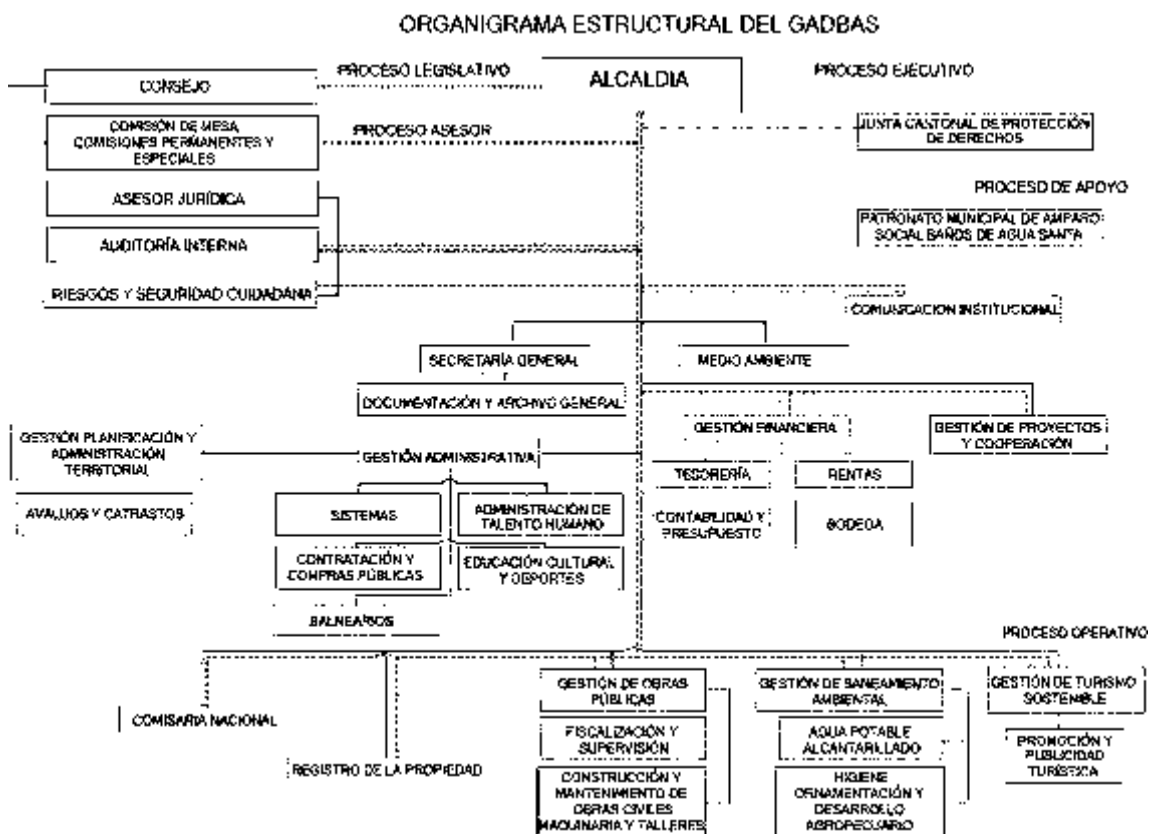 ORGANIGRAMA ESTRUCTURAL DEL GADBAS
PROCESO LEGISLATIVO
ALCALDIA
PROCESO EJECUTIVO
CONSEJO
COMISIÓN DE MESA,
COMISIONES PERMANENTES Y
ESPECIALES
PROCESO ASESOR
JUNTA CANTONAL DE PROTECCIÓN
DE DERECHOS
ASESOR JURÍDICA
PROCESO DE APOYO
AUDITORÍA INTERNA
PATRONATO MUNICIPAL DE AMPARO
SOCIAL BAÑOS DE AGUA SANTA
RIESGOS Y SEGURIDAD CUIDADANA
COMUNICACION INSTITUCIONAL
SECRETARÍA GENERAL
MEDIO AMBIENTE
DOCUMENTACIÓN Y ARCHIVO GENERAL
GESTIÓN PLANIFICACIÓN Y
ADMINISTRACIÓN
TERRITORIAL
GESTIÓN ADMINISTRATIVA
GESTIÓN FINANCIERA
GESTIÓN DE PROYECTOS
Y COOPERACIÓN
TESORERÍA
RENTAS
AVALUOS Y CATRASTOS
SISTEMAS
ADMINISTRACIÓN DE
TALENTO HUMANO
CONTABILIDAD Y
PRESUPUESTO
BODEGA
CONTRATACIÓN Y
COMPRAS PÚBLICAS
EDUCACIÓN CULTURAL
Y DEPORTES
BALNEARIOS
PROCESO OPERATIVO
COMISARIA NACIONAL
REGISTRO DE LA PROPIEDAD
GESTIÓN DE OBRAS
PÚBLICAS
GESTIÓN DE SANEAMIENTO
AMBIENTAL
GESTIÓN DE TURISMO
SOSTENIBLE
FISCALIZACIÓN Y
SUPERVISIÓN
AGUA POTABLE
ALCANTARILLADO
PROMOCIÓN Y
PUBLICIDAD
TURÍSTICA
CONSTRUCCIÓN Y
MANTENIMIENTO DE
OBRAS CIVILES
MAQUINARIA Y TALLERES
HIGIENE
ORNAMENTACIÓN Y
DESARROLLO
AGROPECUARIO